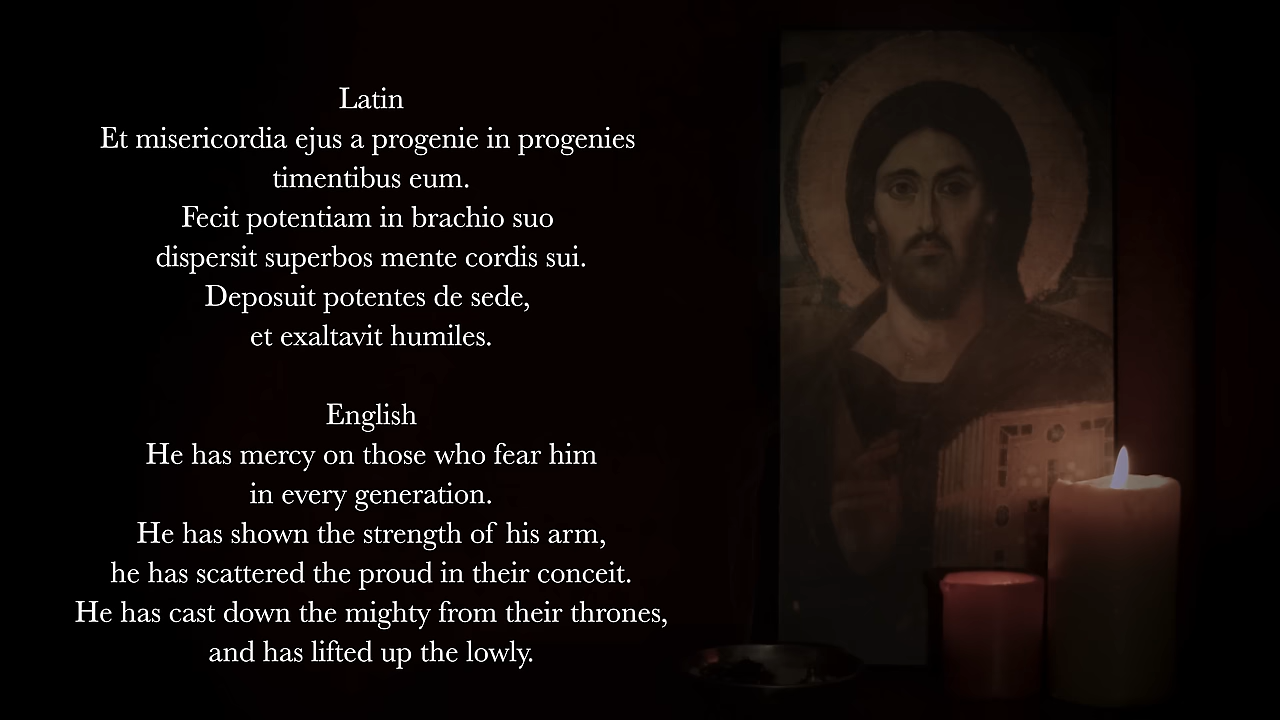 Latin
Et misericordia ejus a progenie in progenies
timentibus eum.
Fecit potentiam in brachio suo
dispersit superbos mente cordis sui.
Deposuit potentes de sede,
et exaltavit humiles.
English
He has mercy on those who fear him
in every generation.
He has shown the strength of his arm,
he has scattered the proud in their conceit.
He has cast down the mighty from their thrones,
and has lifted up the lowly.